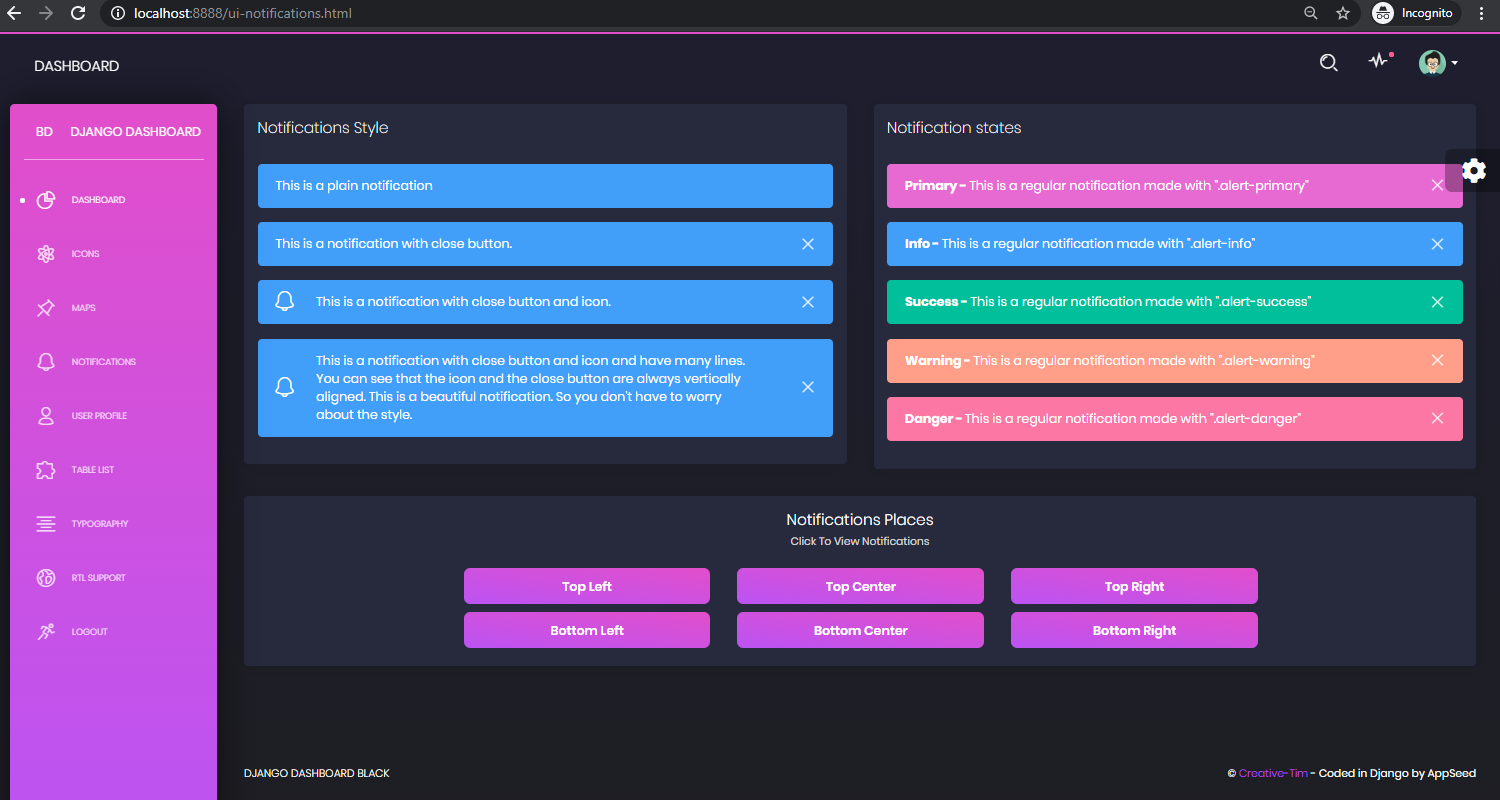 localhost:8888/ui-notifications.html
Incognito
DASHBOARD
BD DJANGO DASHBOARD
DASHBOARD
ICONS
MAPS
NOTIFICATIONS
USER PROFILE
TABLE LIST
TYPOGRAPHY
RTL SUPPORT
LOGOUT
Notifications Style
This is a plain notification
This is a notification with close button.
This is a notification with close button and icon.
This is a notification with close button and icon and have many lines.
You can see that the icon and the close button are always vertically
aligned. This is a beautiful notification. So you don't have to worry
about the style.
Notification states
Primary - This is a regular notification made with ".alert-primary"
Info - This is a regular notification made with ".alert-info"
Success - This is a regular notification made with ".alert-success"
Warning - This is a regular notification made with ".alert-warning"
Danger - This is a regular notification made with ".alert-danger"
Notifications Places
Click To View Notifications
Top Left
Top Center
Top Right
Bottom Left
Bottom Center
Bottom Right
DJANGO DASHBOARD BLACK
© Creative-Tim - Coded in Django by AppSeed